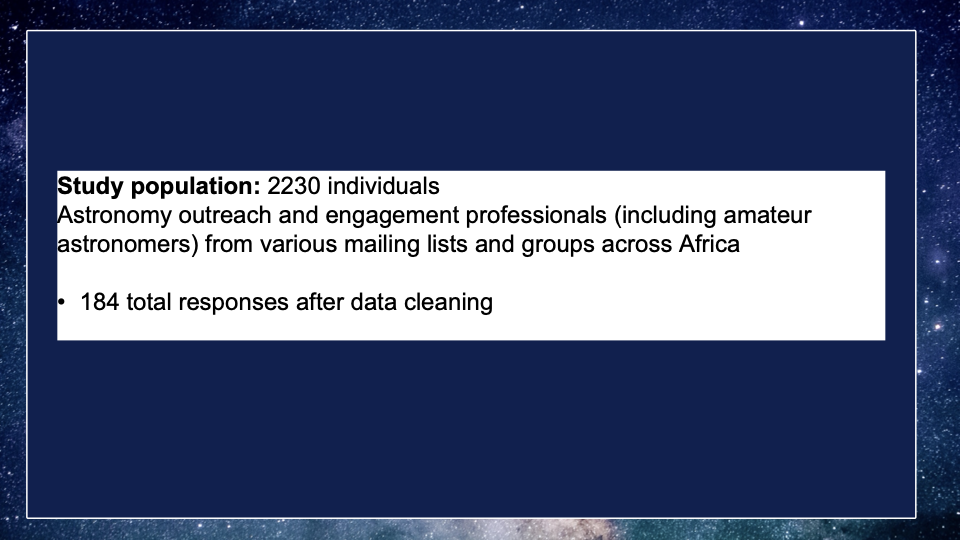 Study population: 2230 individuals
Astronomy outreach and engagement professionals (including amateur
astronomers) from various mailing lists and groups across Africa
• 184 total responses after data cleaning